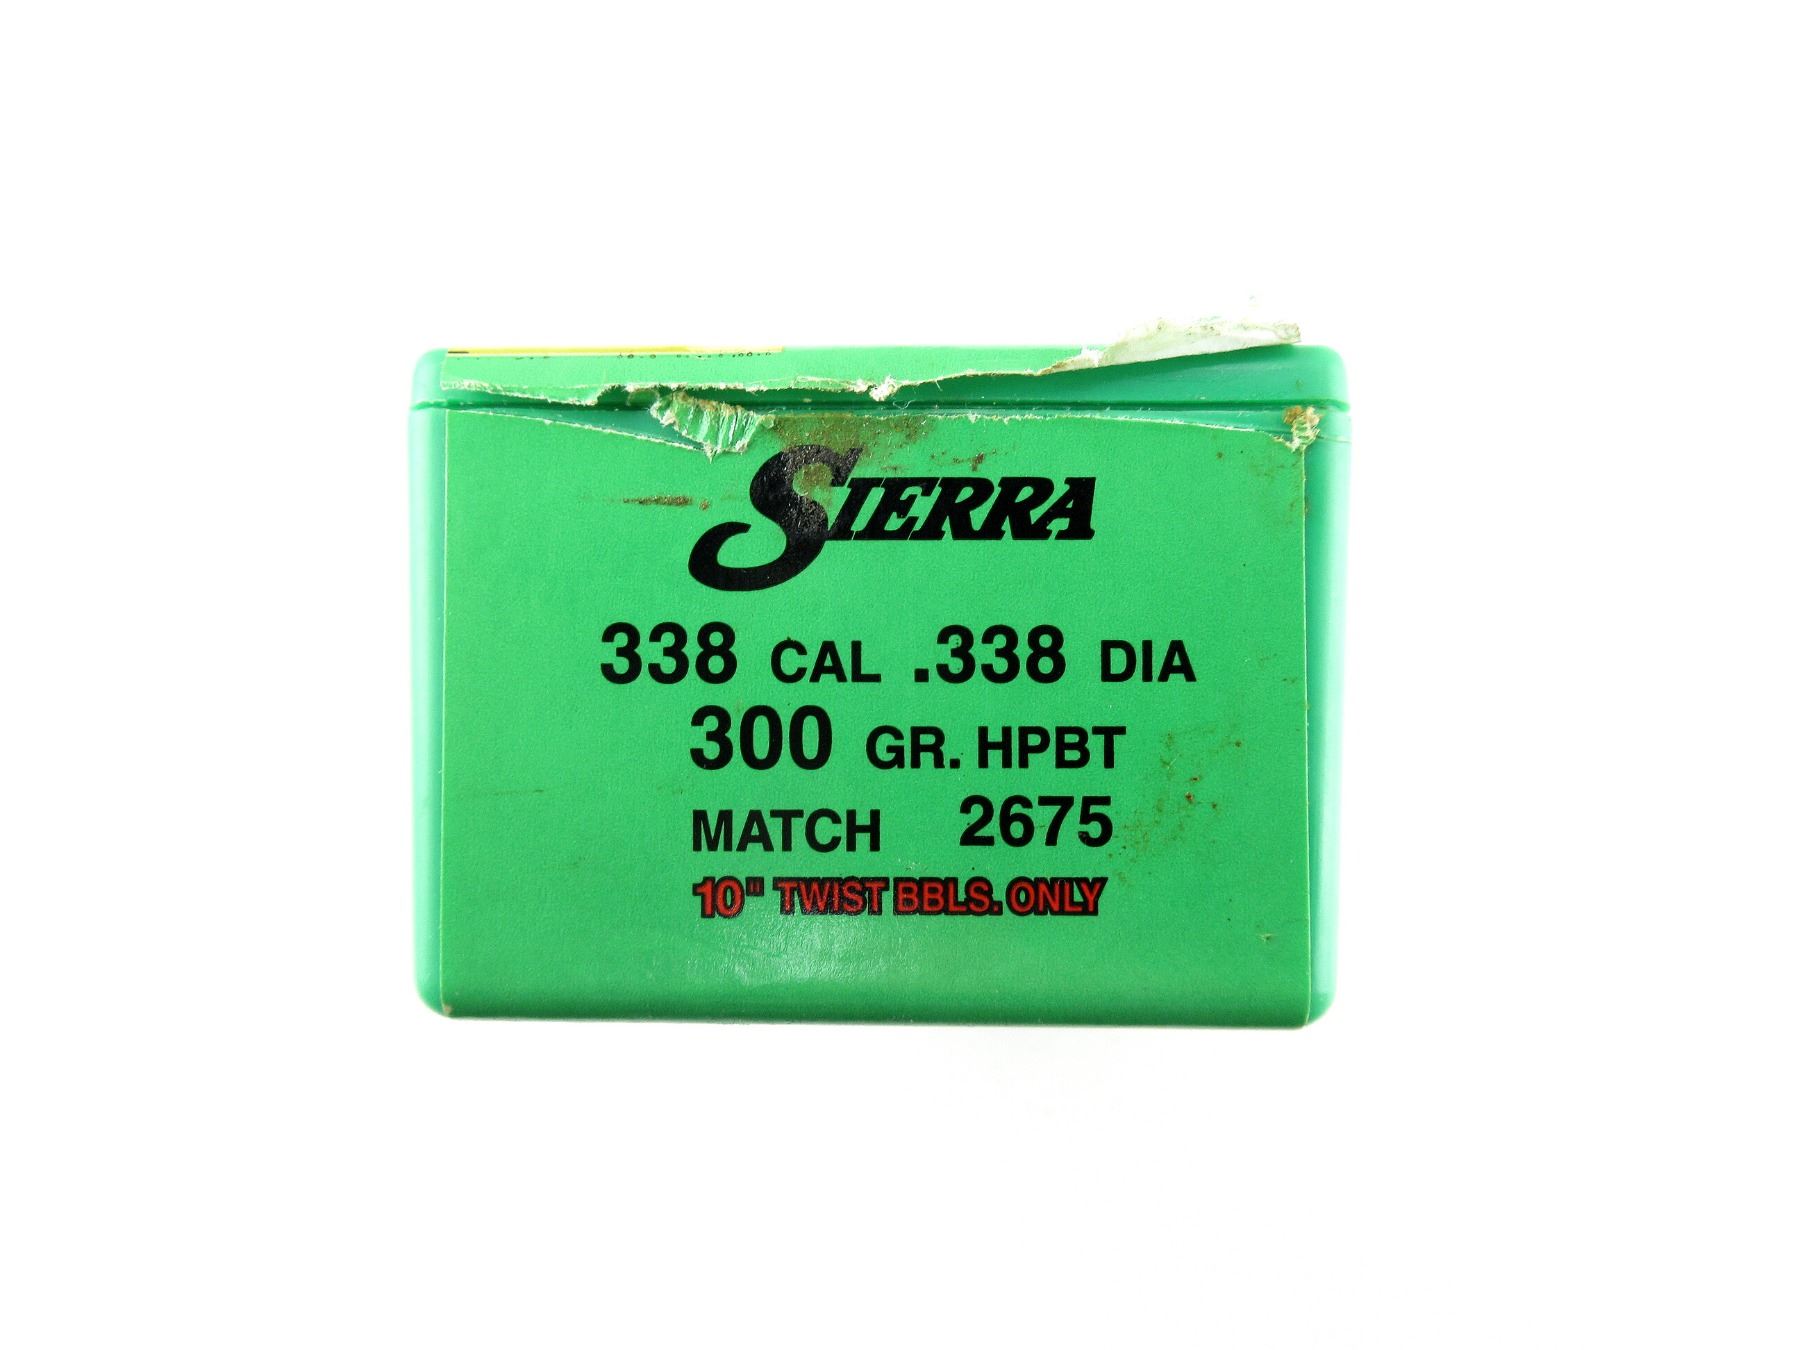 SIERRA
338 CAL .338 DIA
300 GR. HPBT
MATCH 2675
10" TWIST BBLS. ONLY